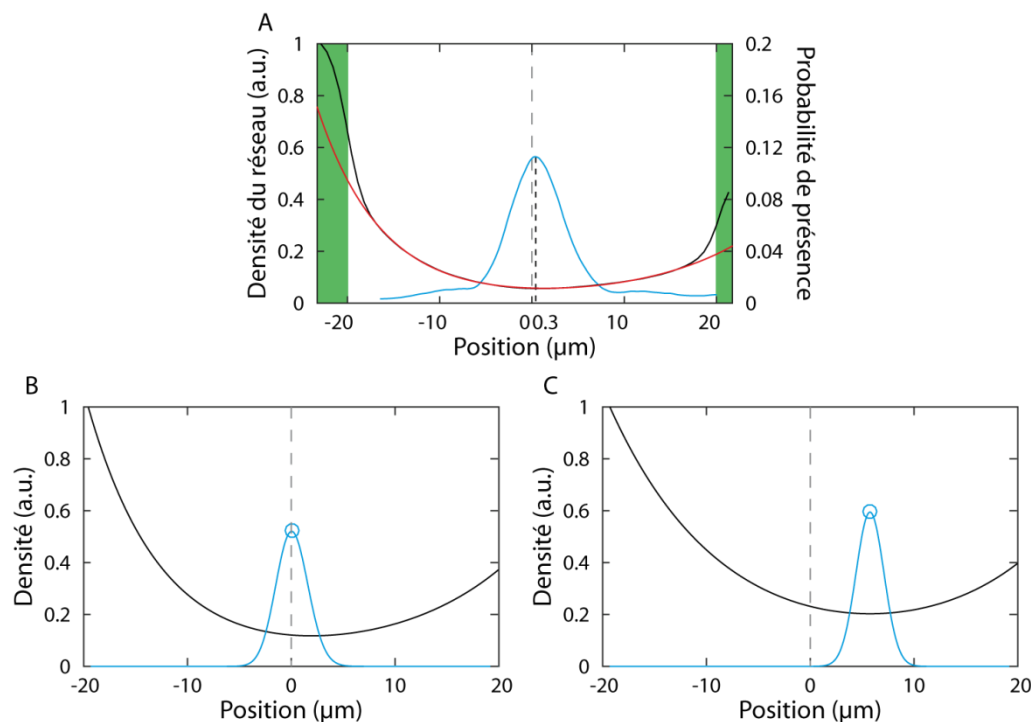 A
Densité du réseau (a.u.)
1
0.8
0.6
0.4
0.2
0
0.2
0.16
0.12
0.08
0.04
0
Probabilité de présence
-20 -10 0 0.3 10 20
Position (µm)
B
Densité (a.u.)
1
0.8
0.6
0.4
0.2
0
-20 -10 0 10 20
Position (µm)
C
Densité (a.u.)
1
0.8
0.6
0.4
0.2
0
-20 -10 0 10 20
Position (µm)